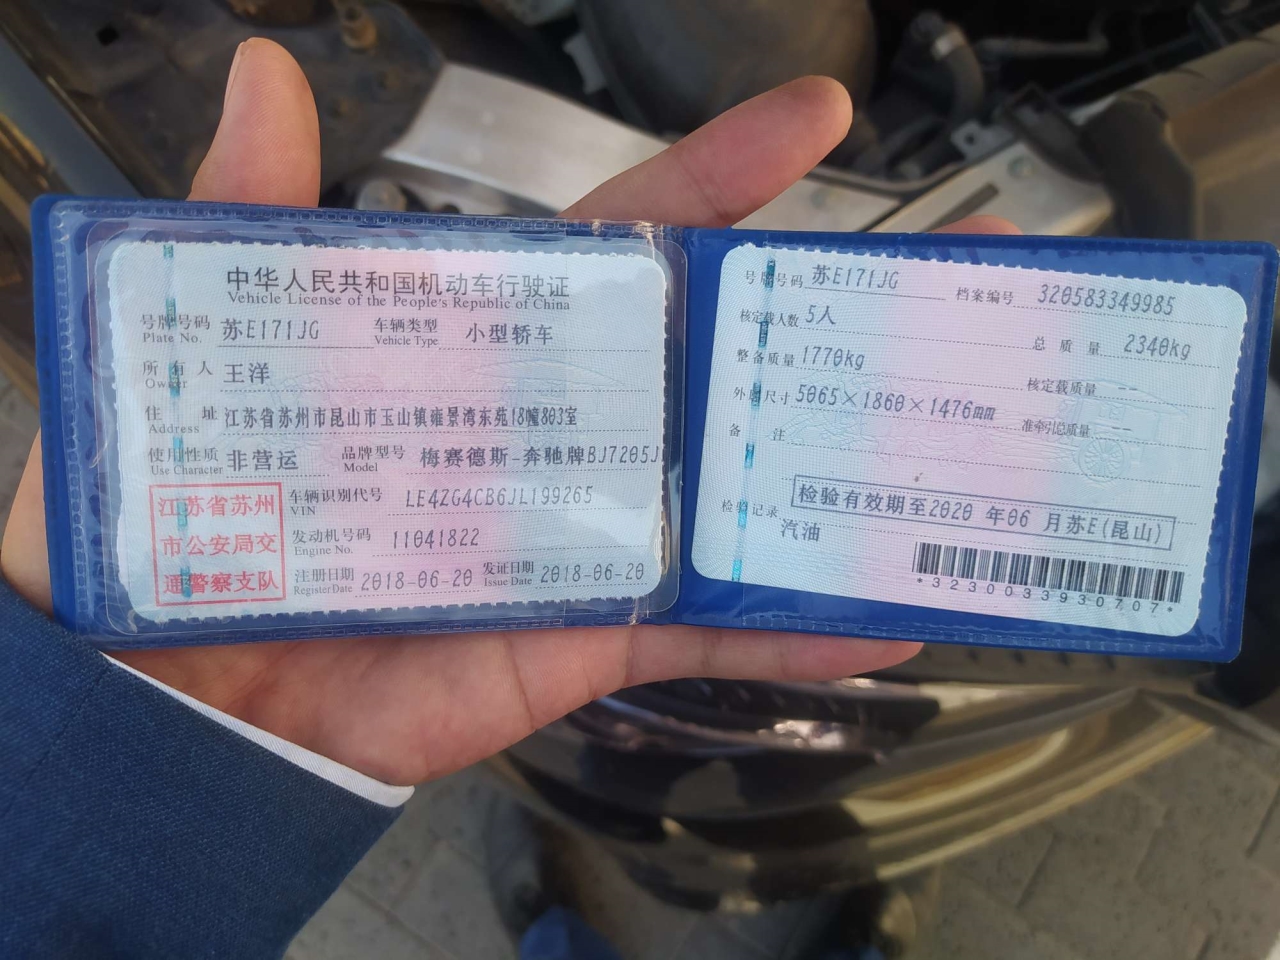 中华人民共和国机动车行驶证
Vehicle License of the People's Republic of China
号牌号码 苏E171JG 车辆类型 小型轿车
Plate No. Vehicle Type
所有人 王洋
Owner
住址 江苏省苏州市昆山市玉山镇雍景湾东苑18幢803室
Address
使用性质 非营运 品牌型号 梅赛德斯-奔驰牌BJ7205J
Use Character Model
江苏省苏州
市公安局交
通警察支队
车辆识别代号 LE4ZG4CB6JL199265
VIN
发动机号码 11041822
Engine No.
注册日期 2018-06-20 发证日期 2018-06-20
Register Date Issue Date
号牌号码 苏E171JG 档案编号 320583349985
核定载人数 5人 总质量 2340kg
整备质量 1770kg 核定载质量 --
外廓尺寸 5065×1860×1476mm 准牵引总质量 --
备注
检验记录 检验有效期至2020年06月苏E(昆山)
汽油
*3230033930707*